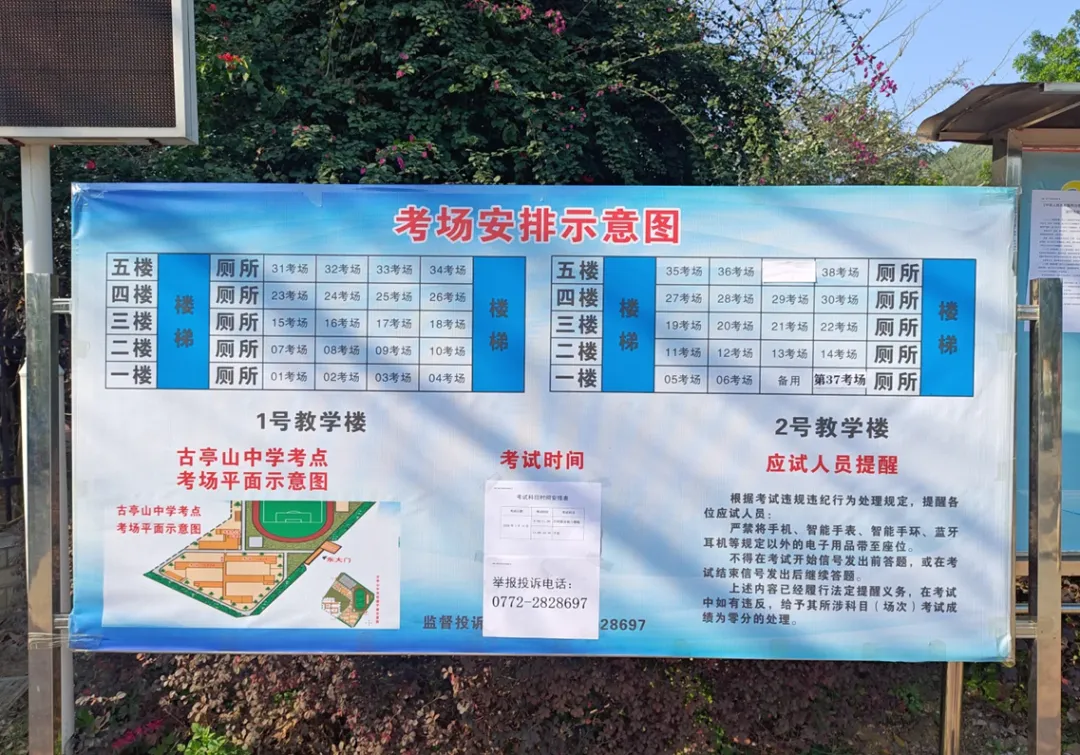 考场安排示意图
五楼 厕所 31考场 32考场 33考场 34考场
四楼 厕所 23考场 24考场 25考场 26考场
三楼 厕所 15考场 16考场 17考场 18考场
二楼 厕所 07考场 08考场 09考场 10考场
一楼 厕所 01考场 02考场 03考场 04考场
楼梯
楼梯
1号教学楼
五楼 35考场 36考场 38考场 厕所
四楼 27考场 28考场 29考场 30考场 厕所
三楼 19考场 20考场 21考场 22考场 厕所
二楼 11考场 12考场 13考场 14考场 厕所
一楼 05考场 06考场 备用 第37考场 厕所
楼梯
楼梯
2号教学楼
古亭山中学考点
考场平面示意图
古亭山中学考点
考场平面示意图
东大门
考试时间
考试科目时间安排表
举报投诉电话：
0772-2828697
监督投诉
28697
应试人员提醒
根据考试违规违纪行为处理规定，提醒各
位应试人员：
严禁将手机、智能手表、智能手环、蓝牙
耳机等规定以外的电子用品带至座位。
不得在考试开始信号发出前答题，或在考
试结束信号发出后继续答题。
上述内容已经履行法定提醒义务，在考试
中如有违反，给予其所涉科目（场次）考试成
绩为零分的处理。